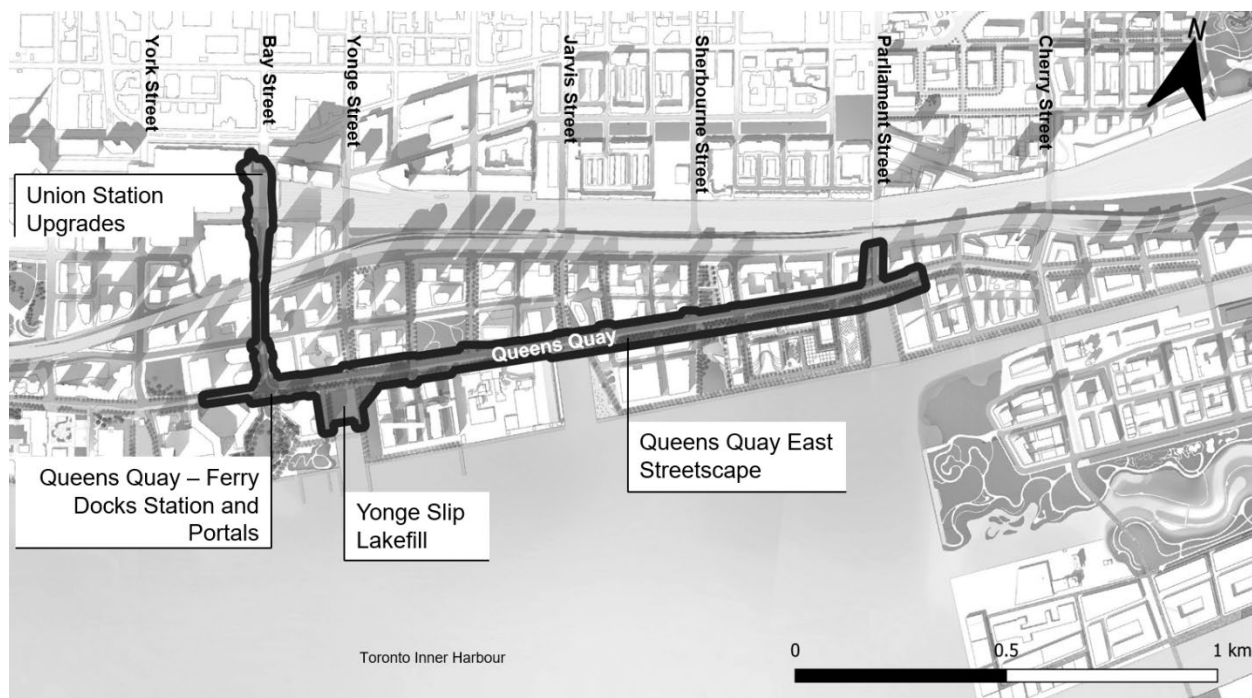 York Street
Bay Street
Yonge Street
Jarvis Street
Sherbourne Street
Parliament Street
Cherry Street
N
Union Station
Upgrades
Queens Quay
Queens Quay East
Streetscape
Queens Quay – Ferry
Docks Station and
Portals
Yonge Slip
Lakefill
Toronto Inner Harbour
0
0.5
1 km